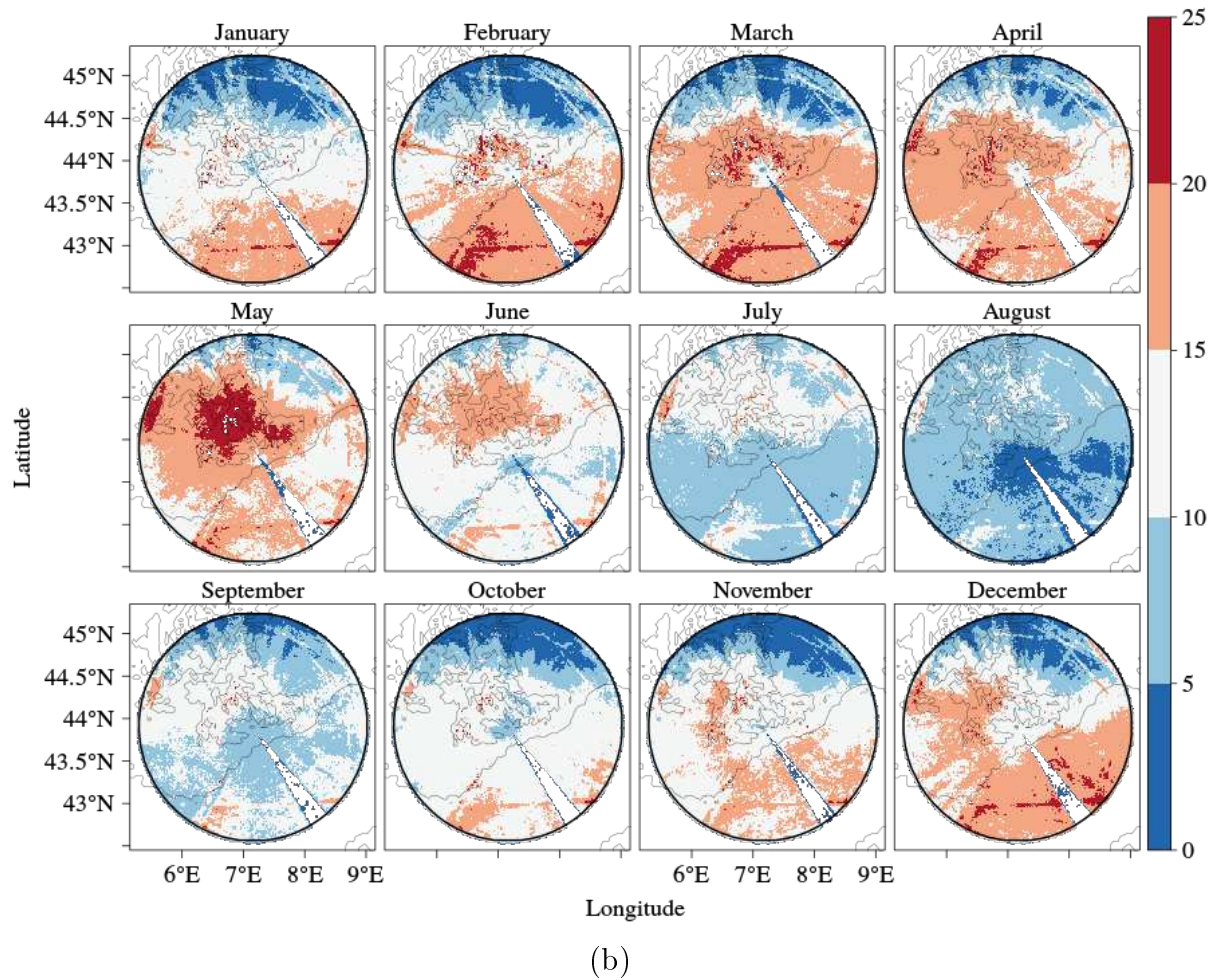 January February March April
25
45°N
44.5°N
44°N
43.5°N
43°N
20
May June July August
15
Latitude
10
September October November December
45°N
44.5°N
44°N
43.5°N
43°N
5
0
6°E 7°E 8°E 9°E 6°E 7°E 8°E 9°E
Longitude
(b)